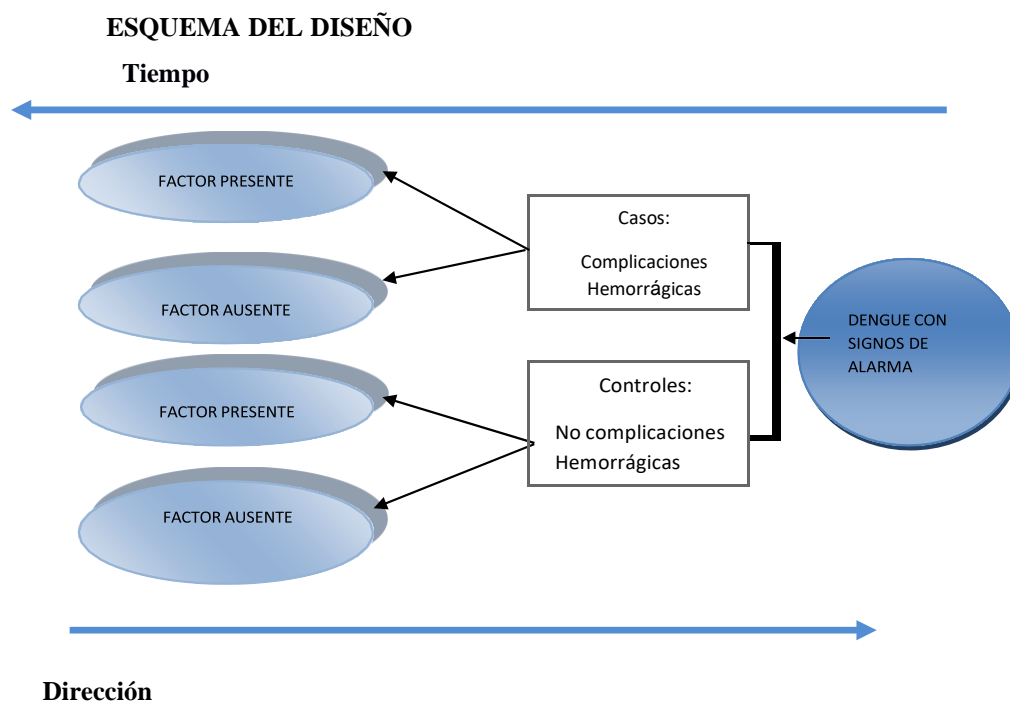 ESQUEMA DEL DISEÑO
Tiempo
FACTOR PRESENTE
FACTOR AUSENTE
FACTOR PRESENTE
FACTOR AUSENTE
Casos:
Complicaciones
Hemorrágicas
Controles:
No complicaciones
Hemorrágicas
DENGUE CON
SIGNOS DE
ALARMA
Dirección